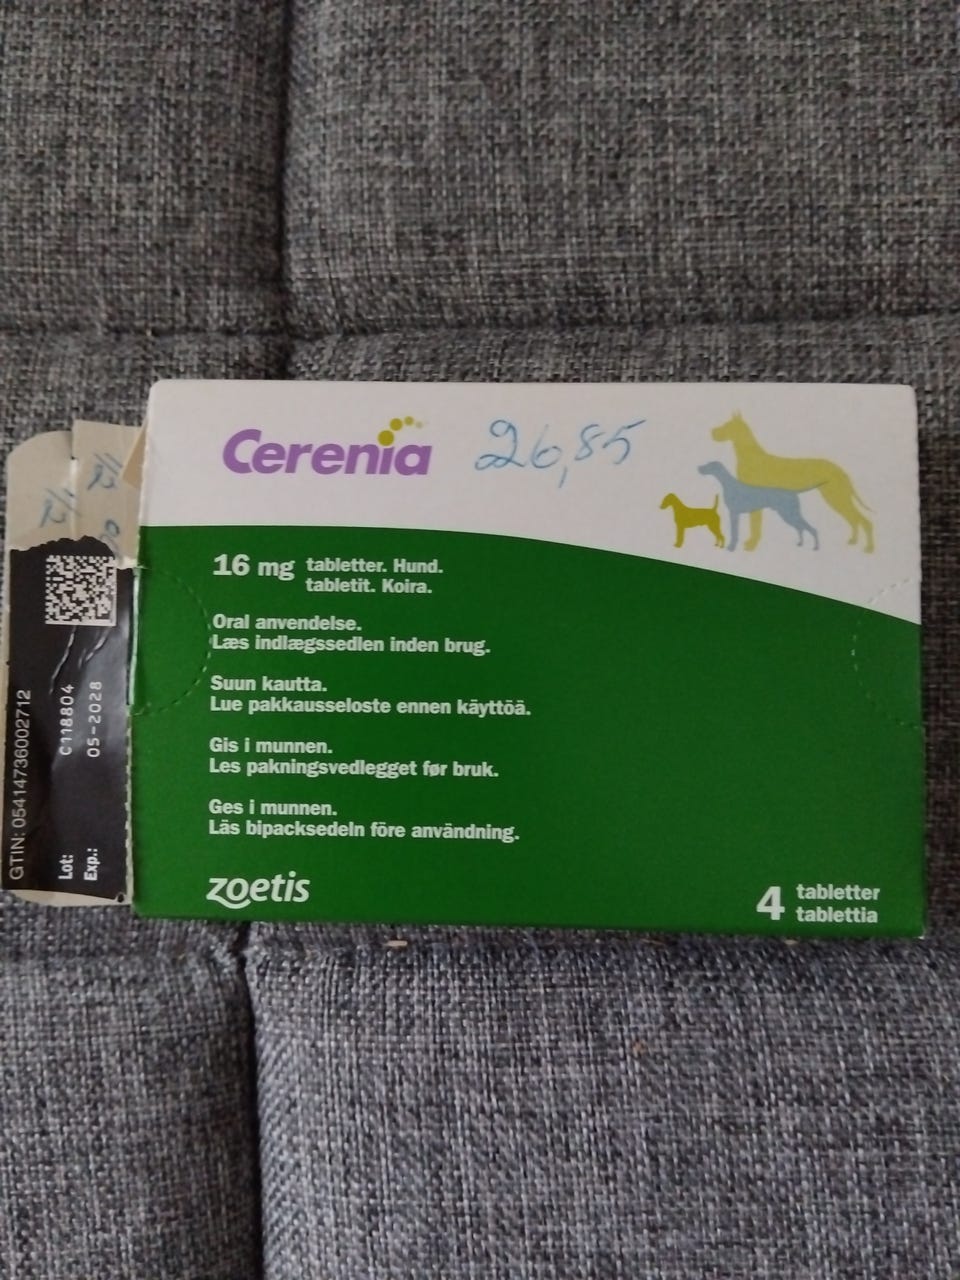 Cerenia
26,85
16 mg tabletter. Hund.
tabletit. Koira.
Oral anvendelse.
Læs indlægssedlen inden brug.
Suun kautta.
Lue pakkausseloste ennen käyttöä.
Gis i munnen.
Les pakningsvedlegget før bruk.
Ges i munnen.
Läs bipacksedeln före användning.
zoetis
4 tabletter
tablettia
GTIN: 05414736002712
Lot: C118804
Exp.: 05-2028